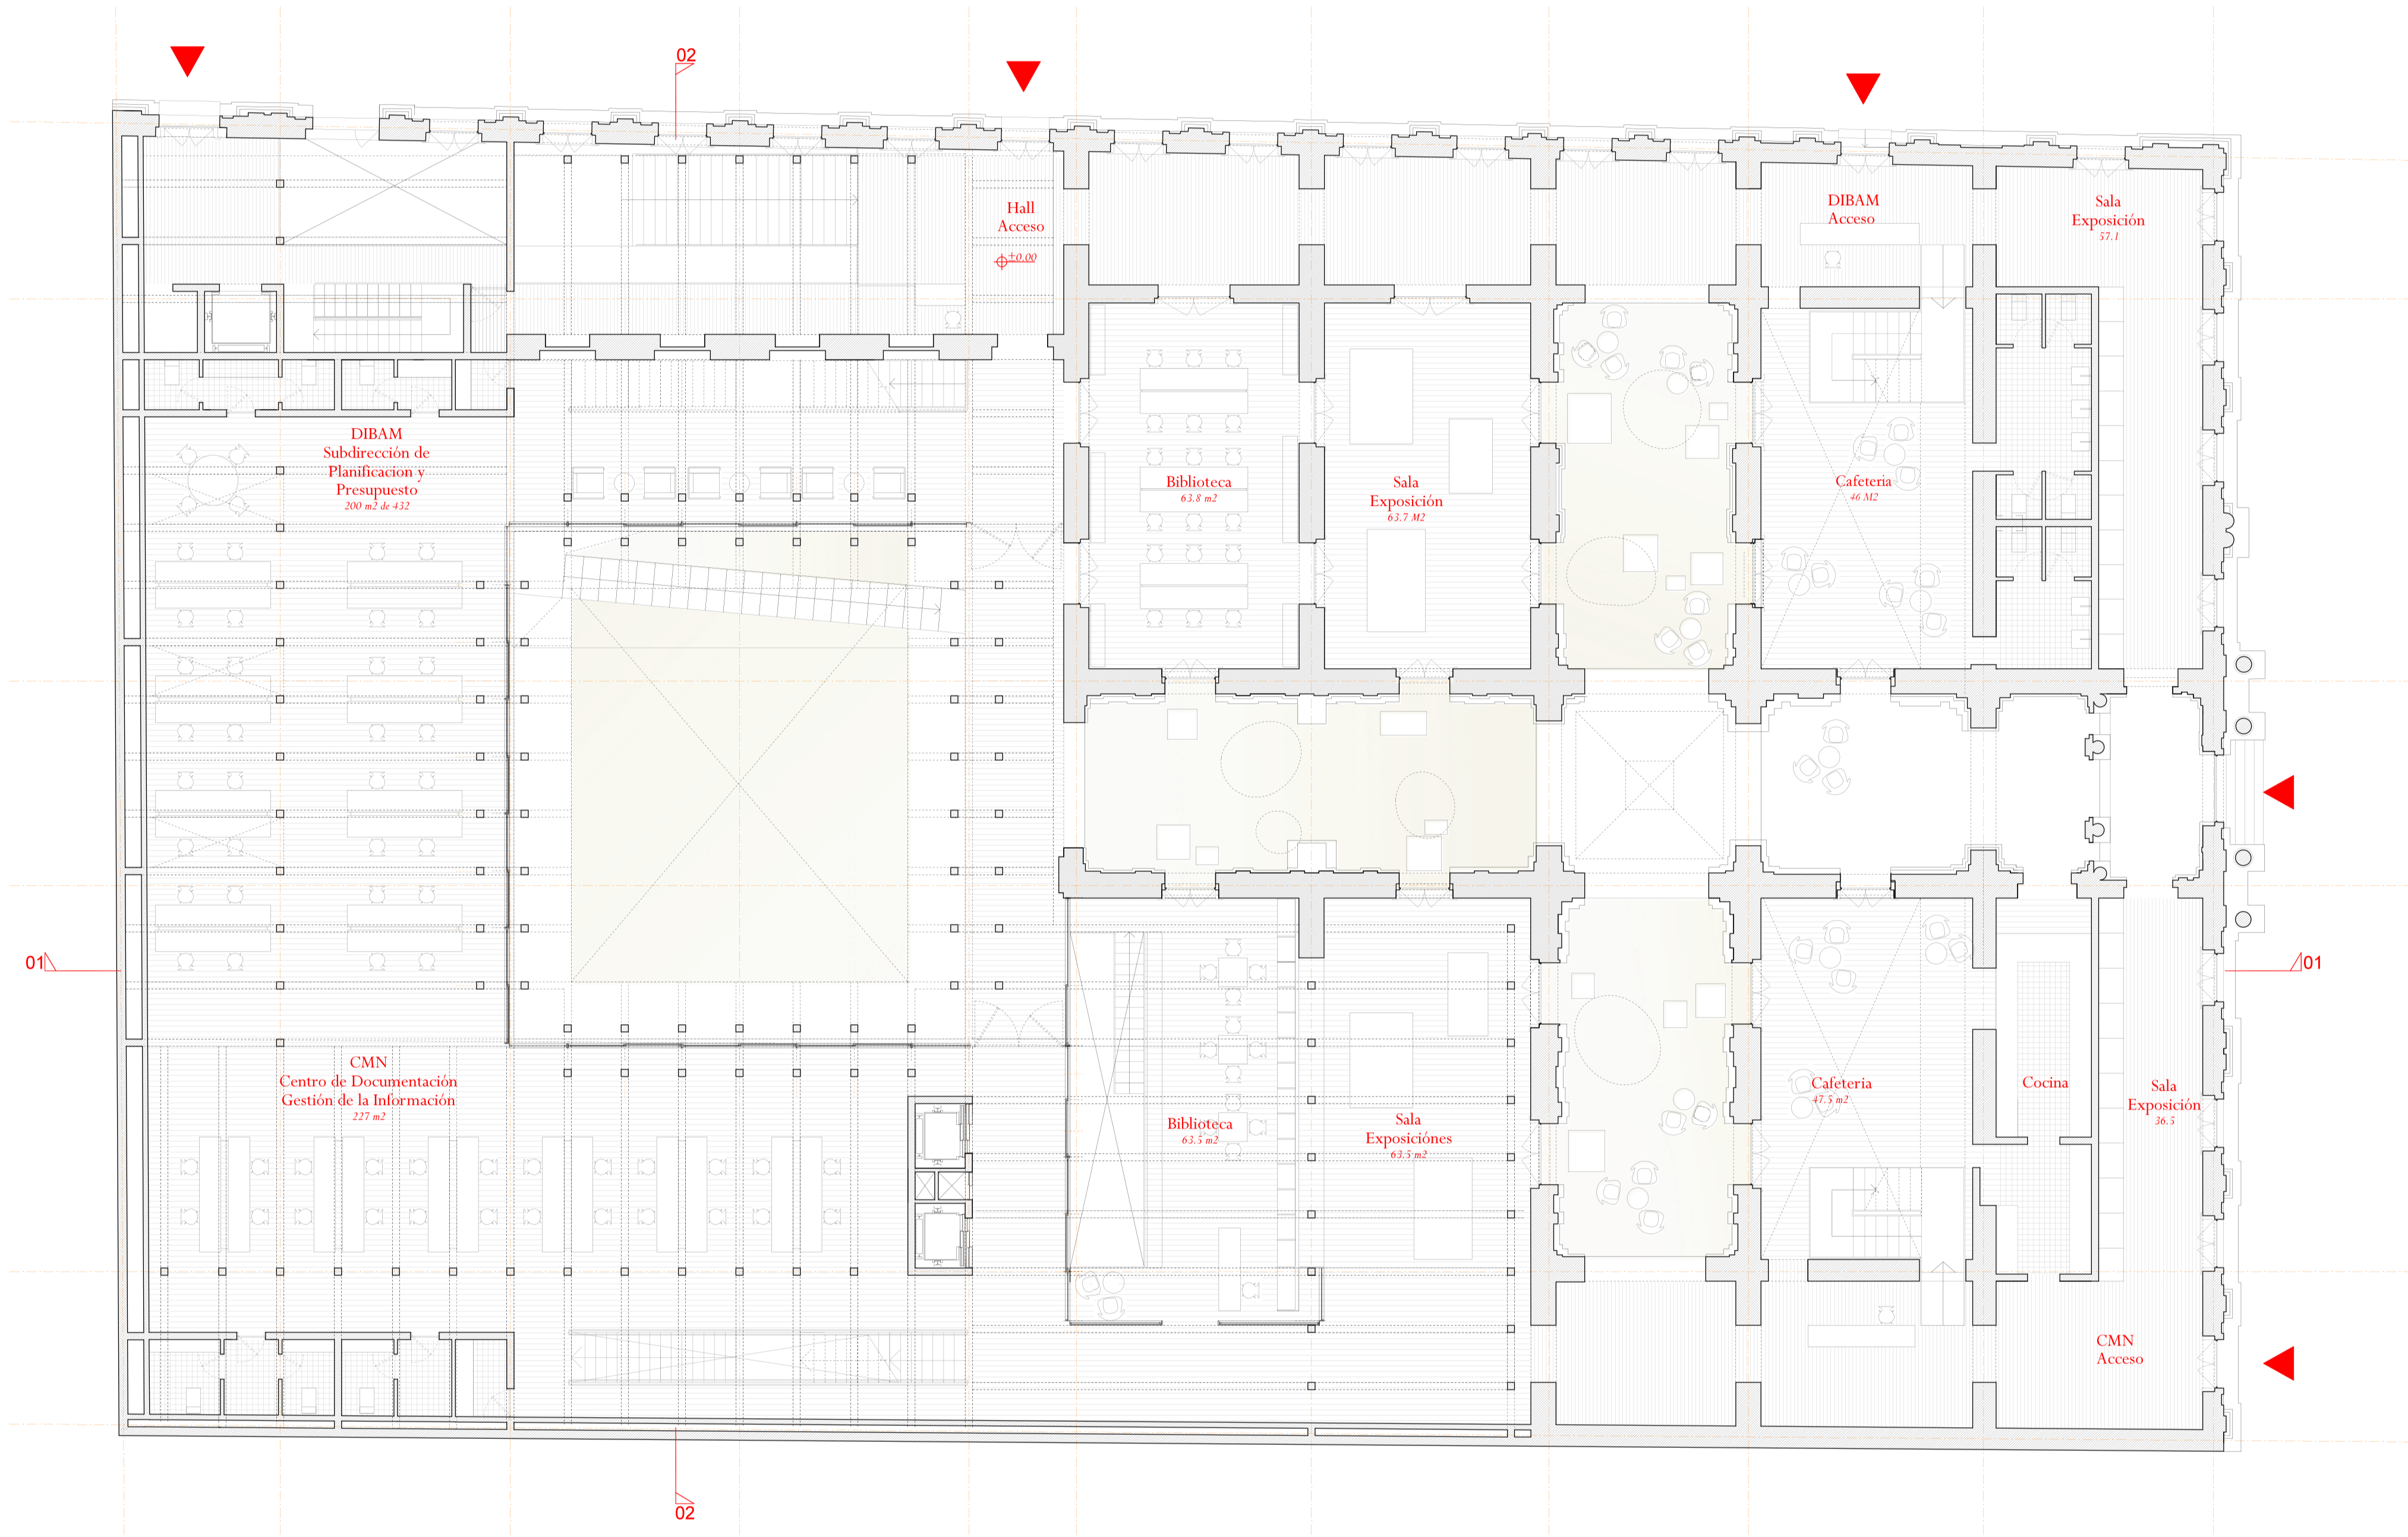 02
Hall
Acceso
±0.00
DIBAM
Acceso
Sala
Exposición
57.1
DIBAM
Subdirección de
Planificacion y
Presupuesto
200 m2 de 432
Biblioteca
63.8 m2
Sala
Exposición
63.7 M2
Cafeteria
46 M2
01
01
CMN
Centro de Documentación
Gestión de la Información
227 m2
Biblioteca
63.5 m2
Sala
Exposiciónes
63.5 m2
Cafeteria
47.5 m2
Cocina
Sala
Exposición
36.5
CMN
Acceso
02